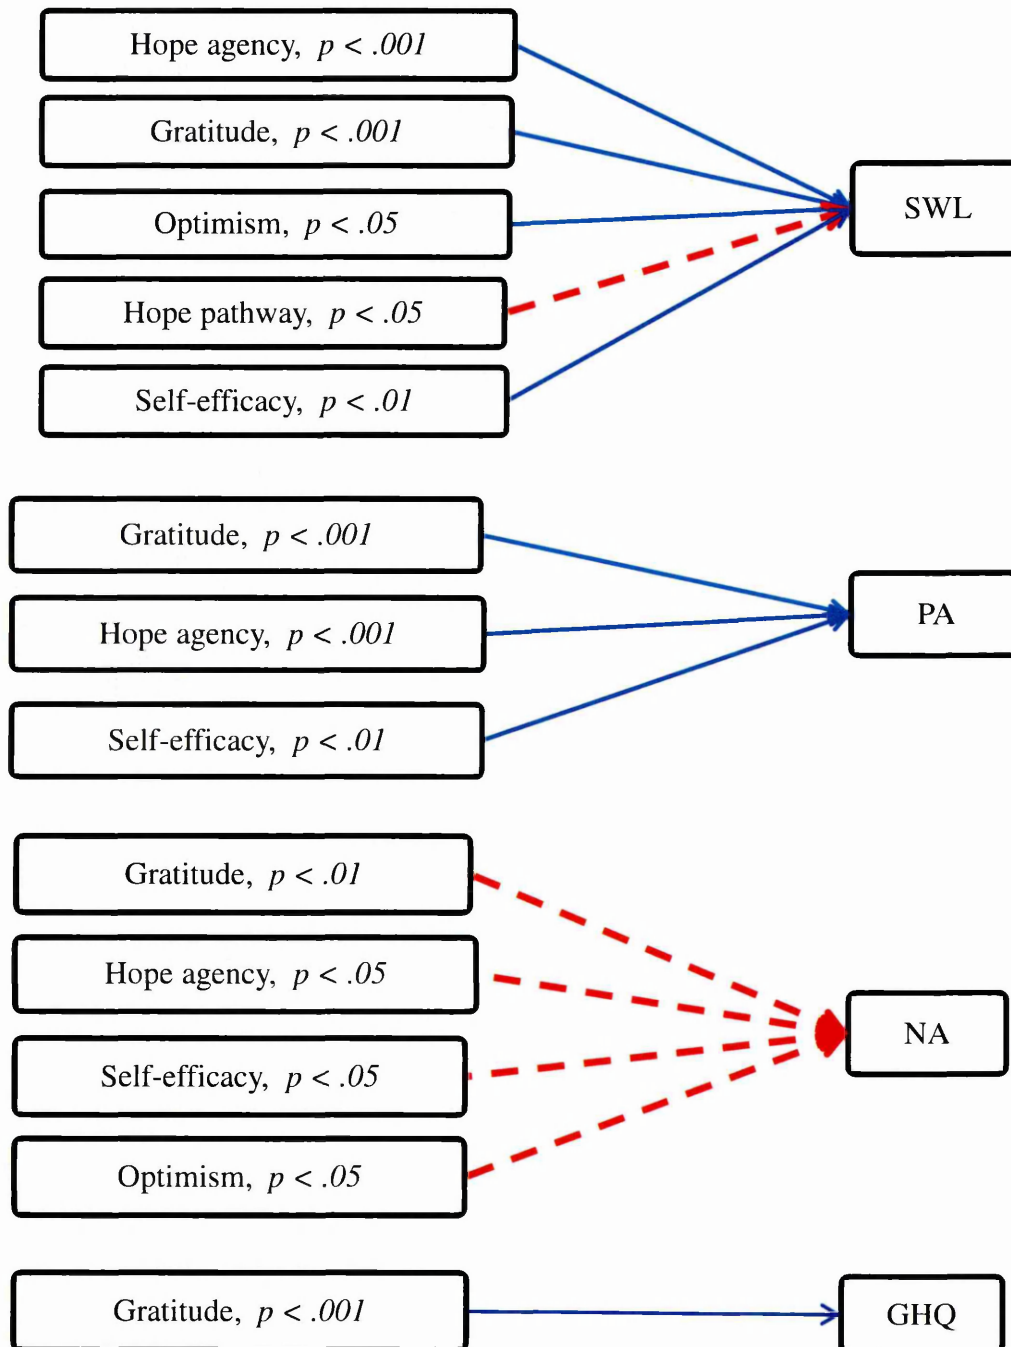 Hope agency, p < .001
Gratitude, p < .001
Optimism, p < .05
Hope pathway, p < .05
Self-efficacy, p < .01
SWL
Gratitude, p < .001
Hope agency, p < .001
Self-efficacy, p < .01
PA
Gratitude, p < .01
Hope agency, p < .05
Self-efficacy, p < .05
Optimism, p < .05
NA
Gratitude, p < .001
GHQ